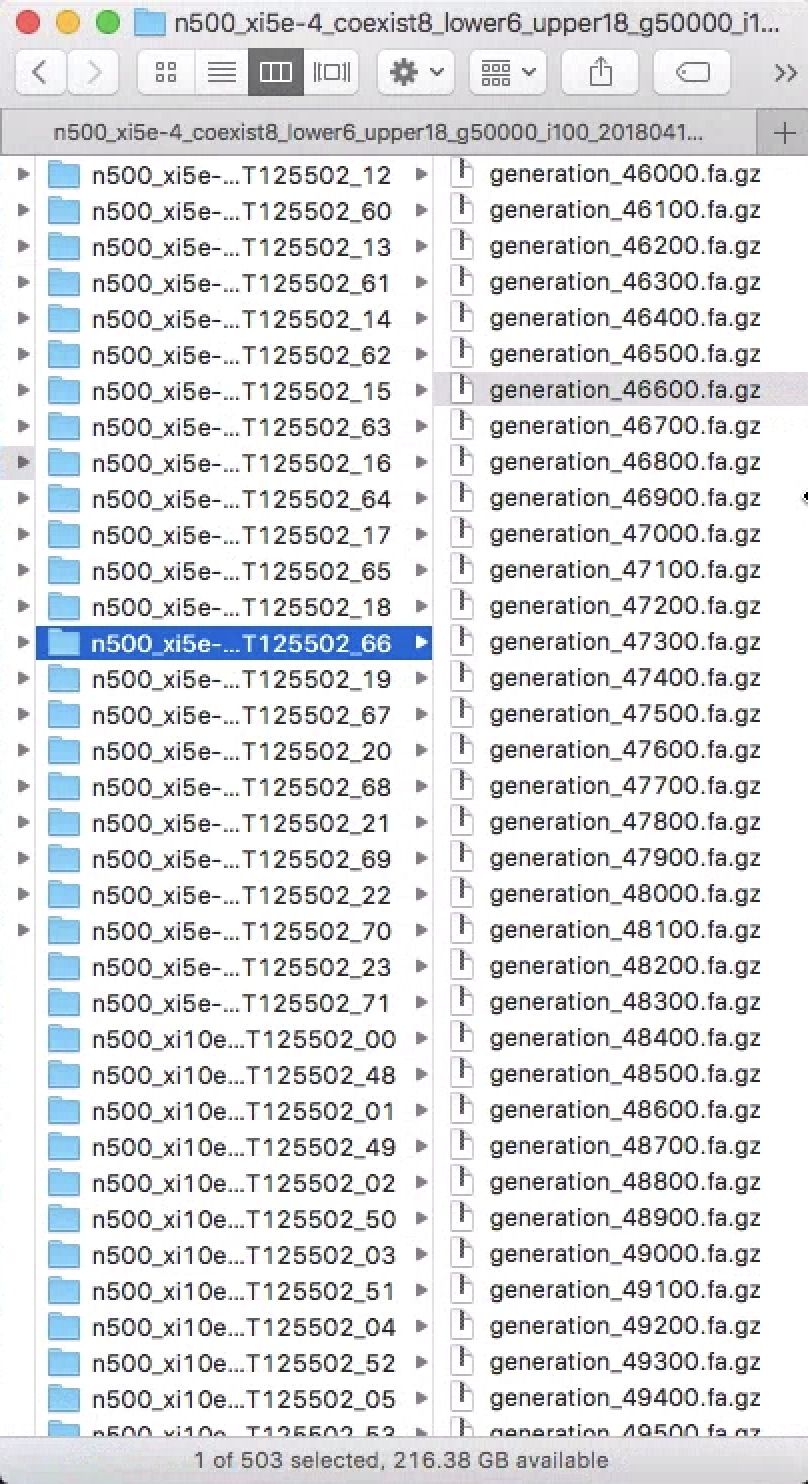 n500_xi5e-4_coexist8_lower6_upper18_g50000_i1...
n500_xi5e-4_coexist8_lower6_upper18_g50000_i100_2018041...
n500_xi5e-...T125502_12 generation_46000.fa.gz
n500_xi5e-...T125502_60 generation_46100.fa.gz
n500_xi5e-...T125502_13 generation_46200.fa.gz
n500_xi5e-...T125502_61 generation_46300.fa.gz
n500_xi5e-...T125502_14 generation_46400.fa.gz
n500_xi5e-...T125502_62 generation_46500.fa.gz
n500_xi5e-...T125502_15 generation_46600.fa.gz
n500_xi5e-...T125502_63 generation_46700.fa.gz
n500_xi5e-...T125502_16 generation_46800.fa.gz
n500_xi5e-...T125502_64 generation_46900.fa.gz
n500_xi5e-...T125502_17 generation_47000.fa.gz
n500_xi5e-...T125502_65 generation_47100.fa.gz
n500_xi5e-...T125502_18 generation_47200.fa.gz
n500_xi5e-...T125502_66 generation_47300.fa.gz
n500_xi5e-...T125502_19 generation_47400.fa.gz
n500_xi5e-...T125502_67 generation_47500.fa.gz
n500_xi5e-...T125502_20 generation_47600.fa.gz
n500_xi5e-...T125502_68 generation_47700.fa.gz
n500_xi5e-...T125502_21 generation_47800.fa.gz
n500_xi5e-...T125502_69 generation_47900.fa.gz
n500_xi5e-...T125502_22 generation_48000.fa.gz
n500_xi5e-...T125502_70 generation_48100.fa.gz
n500_xi5e-...T125502_23 generation_48200.fa.gz
n500_xi5e-...T125502_71 generation_48300.fa.gz
n500_xi10e...T125502_00 generation_48400.fa.gz
n500_xi10e...T125502_48 generation_48500.fa.gz
n500_xi10e...T125502_01 generation_48600.fa.gz
n500_xi10e...T125502_49 generation_48700.fa.gz
n500_xi10e...T125502_02 generation_48800.fa.gz
n500_xi10e...T125502_50 generation_48900.fa.gz
n500_xi10e...T125502_03 generation_49000.fa.gz
n500_xi10e...T125502_51 generation_49100.fa.gz
n500_xi10e...T125502_04 generation_49200.fa.gz
n500_xi10e...T125502_52 generation_49300.fa.gz
n500_xi10e...T125502_05 generation_49400.fa.gz
n500_xi10e...T125502_53 generation_49500.fa.gz
1 of 503 selected, 216.38 GB available